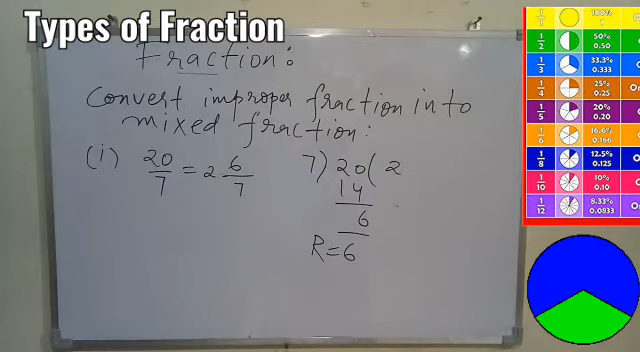 Types of Fraction
Fraction:
Convert improper fraction in to
mixed fraction:
(i) 20/7 = 2 6/7
7) 20 ( 2
14
6
R = 6
1/1 100% 1
1/2 50% 0.50
1/3 33.3% 0.333
1/4 25% 0.25
1/5 20% 0.20
1/6 16.6% 0.166
1/8 12.5% 0.125
1/10 10% 0.10
1/12 8.33% 0.0833